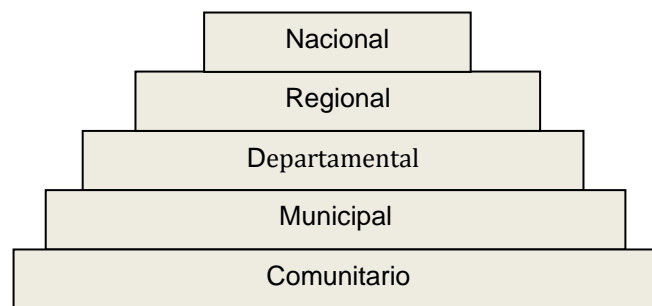 Nacional
Regional
Departamental
Municipal
Comunitario